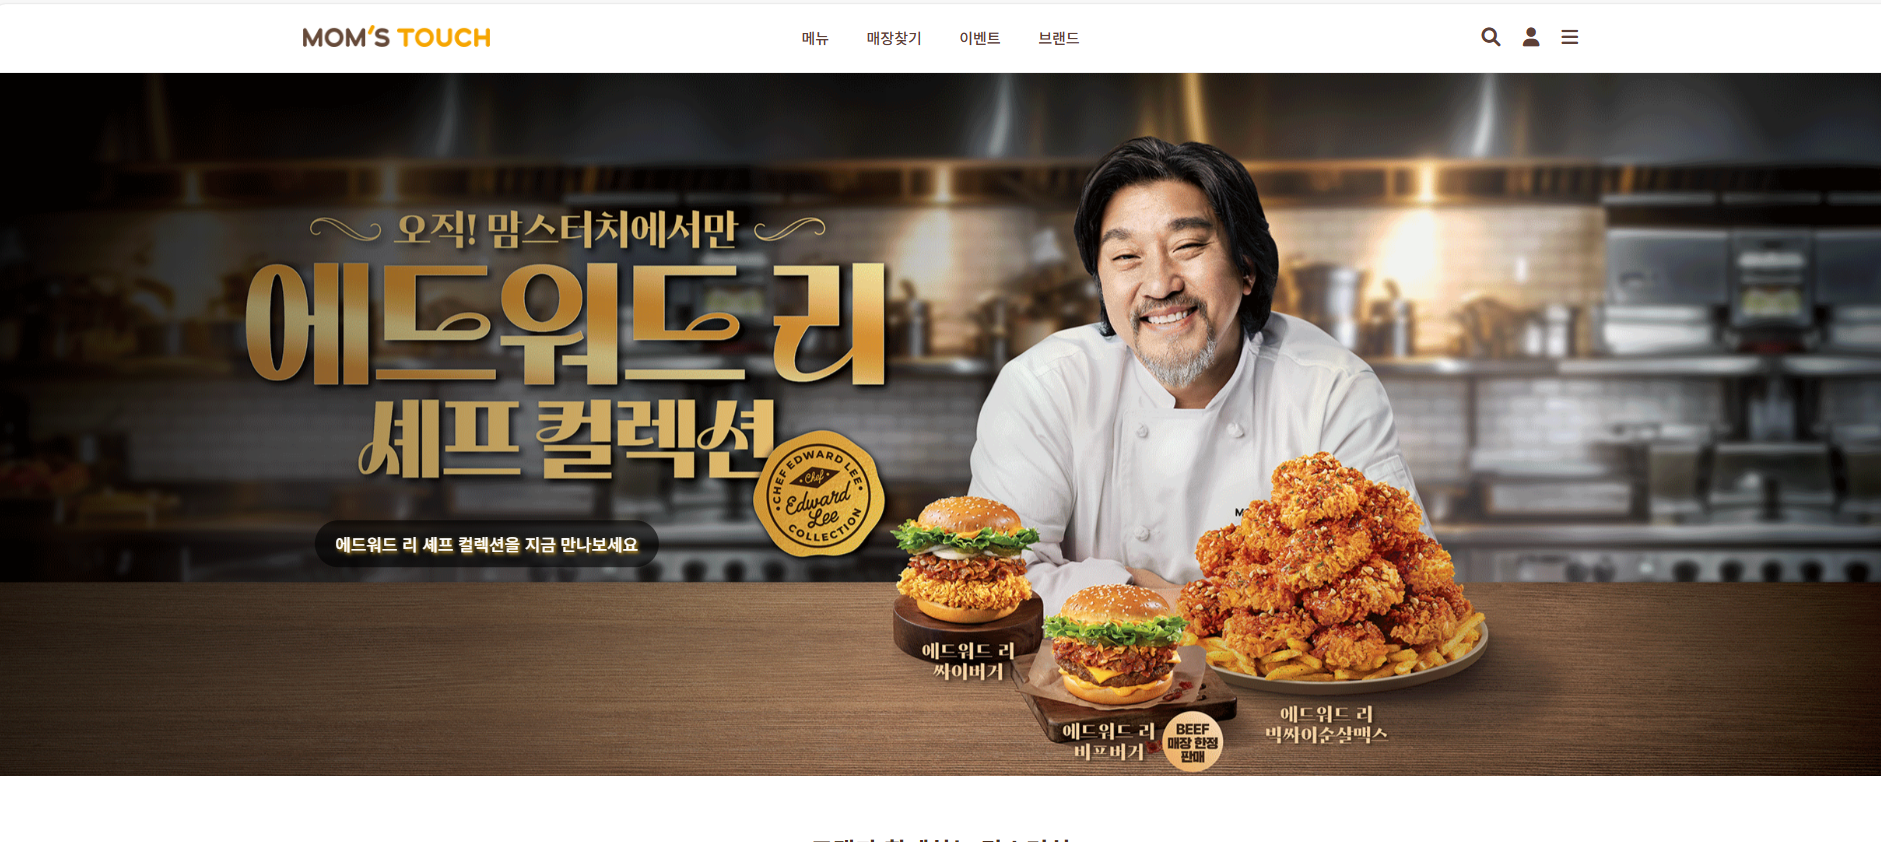 MOM'S TOUCH
메뉴 매장찾기 이벤트 브랜드
오직! 맘스터치에서만
에드워드 리
셰프 컬렉션
CHEF EDWARD LEE COLLECTION
Chef
Edward
Lee
에드워드 리 셰프 컬렉션을 지금 만나보세요
에드워드 리
싸이버거
에드워드 리
비프버거
BEEF
매장 한정
판매
에드워드 리
빅싸이순살맥스